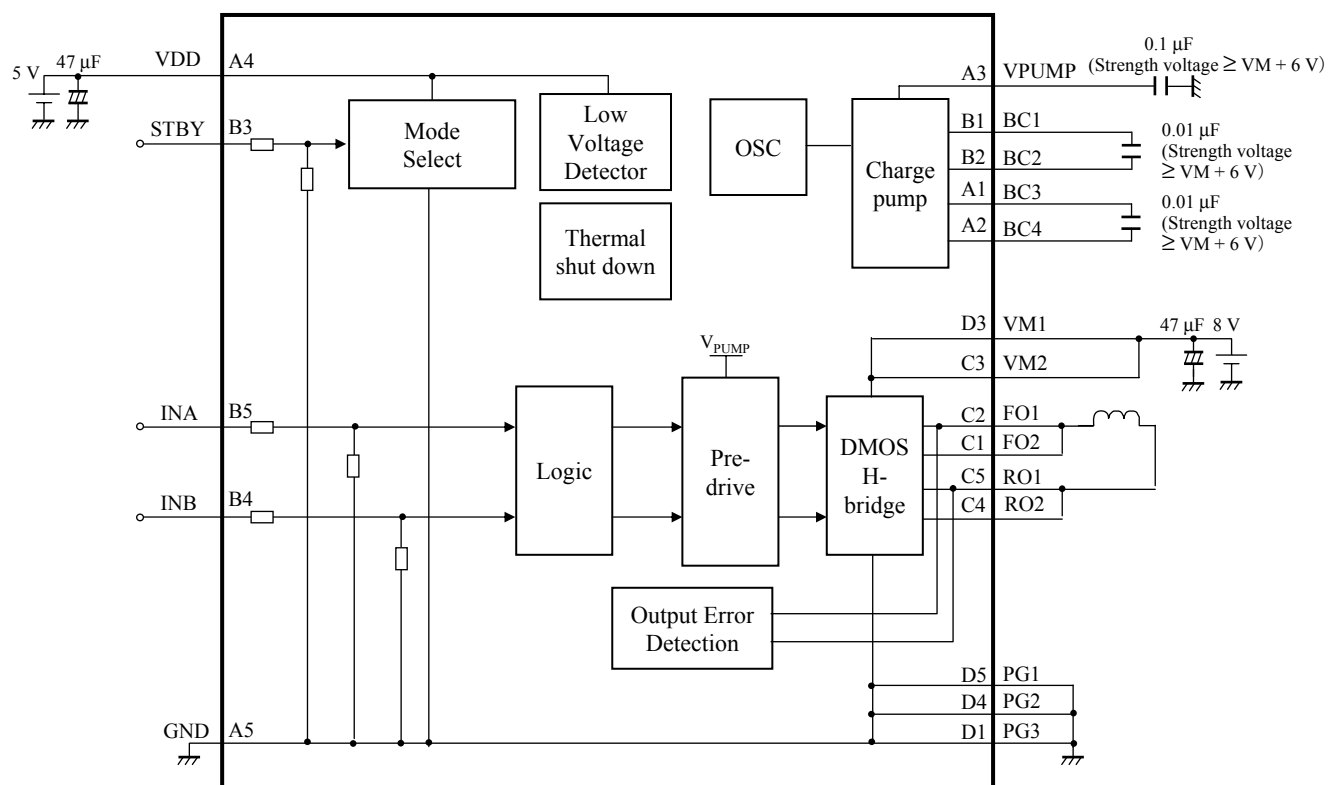 0.1 μF
(Strength voltage ≧ VM + 6 V)
5 V
47 μF
VDD
A4
A3
VPUMP
STBY
B3
Mode
Select
Low
Voltage
Detector
OSC
Charge
pump
B1
BC1
B2
BC2
A1
BC3
A2
BC4
0.01 μF
(Strength voltage
≧ VM + 6 V)
0.01 μF
(Strength voltage
≧ VM + 6 V)
Thermal
shut down
D3
VM1
47 μF
8 V
C3
VM2
VPUMP
INA
B5
INB
B4
Logic
Pre-
drive
DMOS
H-
bridge
C2
FO1
C1
FO2
C5
RO1
C4
RO2
Output Error
Detection
D5
PG1
D4
PG2
D1
PG3
GND
A5